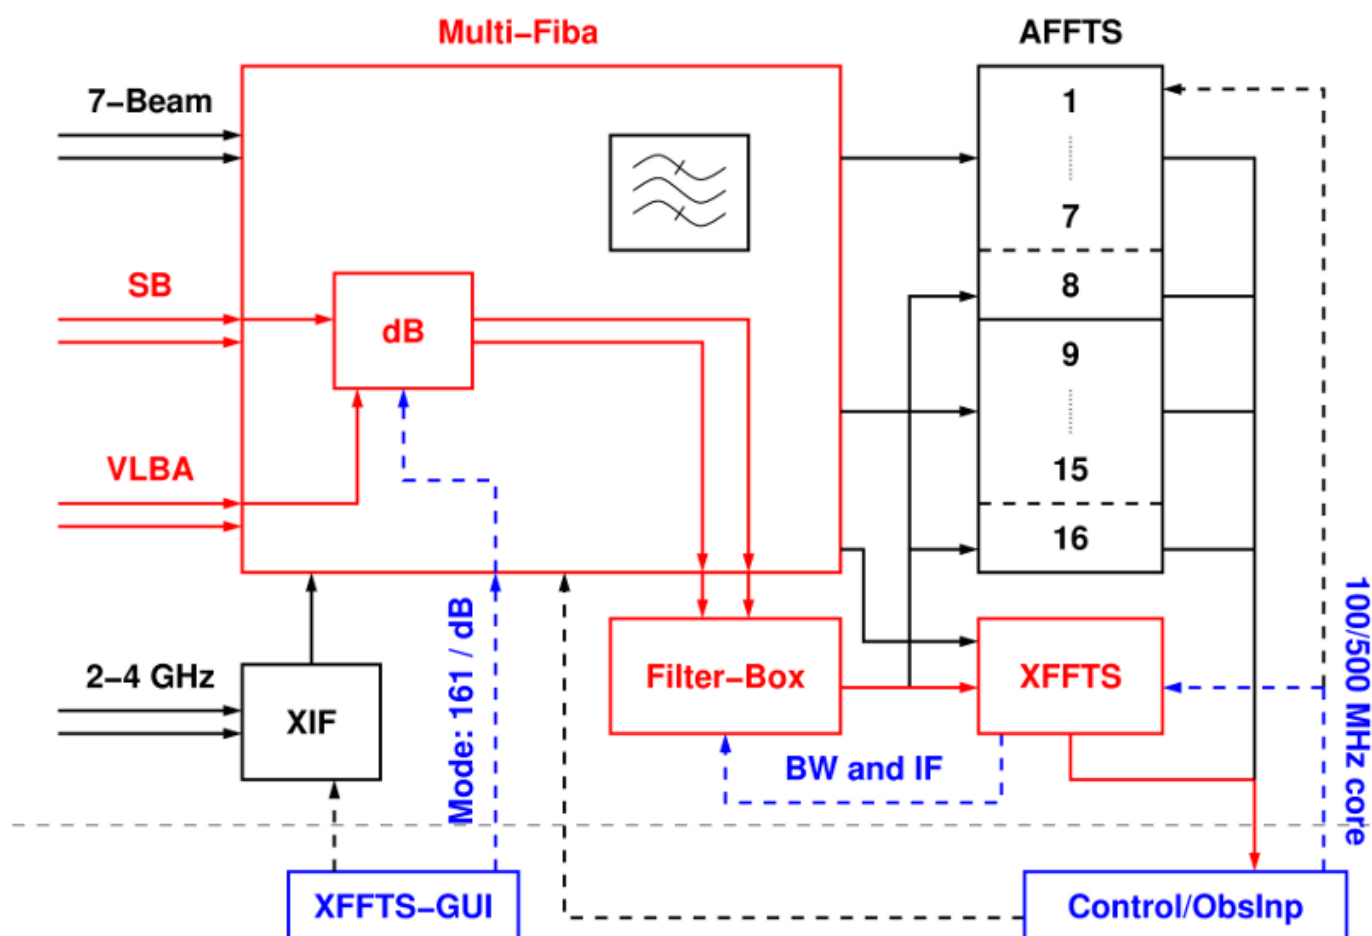 Multi–Fiba
AFFTS
7–Beam
1
7
SB
8
dB
9
VLBA
15
16
2–4 GHz
XIF
Mode: 161 / dB
Filter–Box
XFFTS
BW and IF
100/500 MHz core
XFFTS–GUI
Control/ObsInp